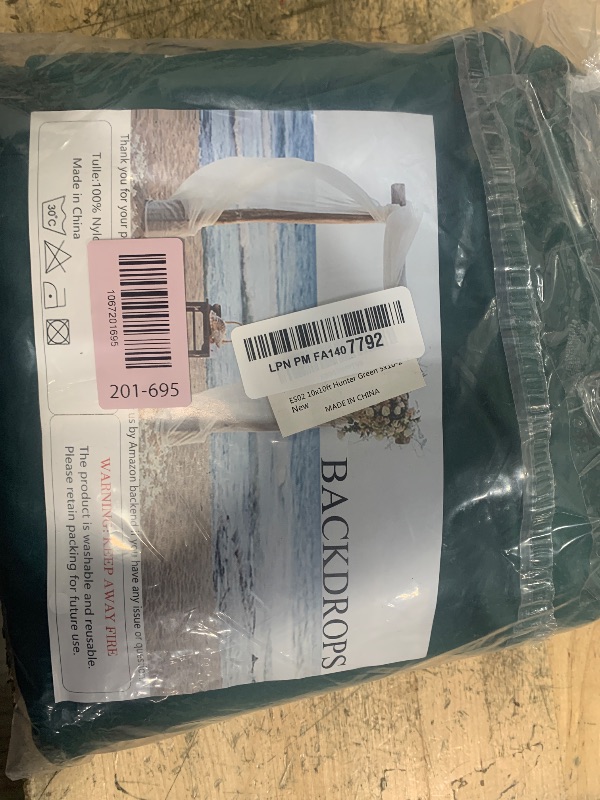 Thank you for your
Tulle:100%
Made in China
30°C
1067201695
201-695
LPN PM FA140 7792
ES02 10x10ft Hunter Green
New
MADE IN CHINA
BACKDROPS
us by Amazon backend if you have any issue or
WARNING: KEEP AWAY FIRE
The product is washable and reusable.
Please retain packing for future use.